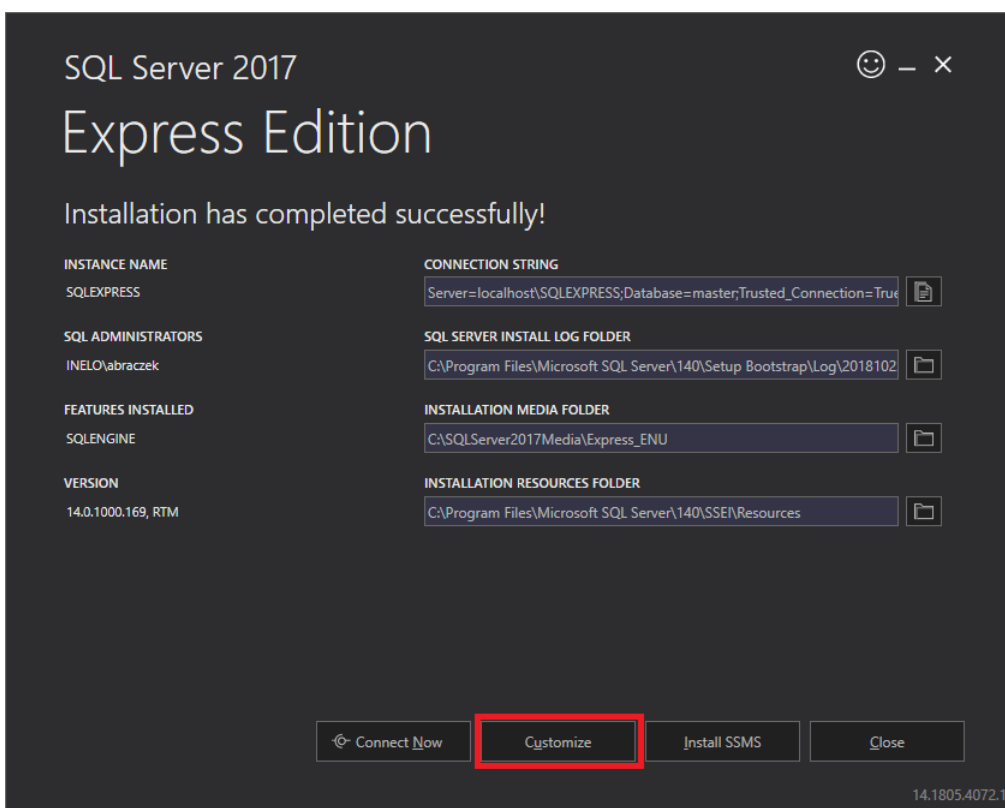 SQL Server 2017
Express Edition
Installation has completed successfully!
INSTANCE NAME
SQLEXPRESS
CONNECTION STRING
Server=localhost\SQLEXPRESS;Database=master;Trusted_Connection=True
SQL ADMINISTRATORS
INELO\abraczek
SQL SERVER INSTALL LOG FOLDER
C:\Program Files\Microsoft SQL Server\140\Setup Bootstrap\Log\2018102
FEATURES INSTALLED
SQLENGINE
INSTALLATION MEDIA FOLDER
C:\SQLServer2017Media\Express_ENU
VERSION
14.0.1000.169, RTM
INSTALLATION RESOURCES FOLDER
C:\Program Files\Microsoft SQL Server\140\SSEI\Resources
Connect Now
Customize
Install SSMS
Close
14.1805.4072.1